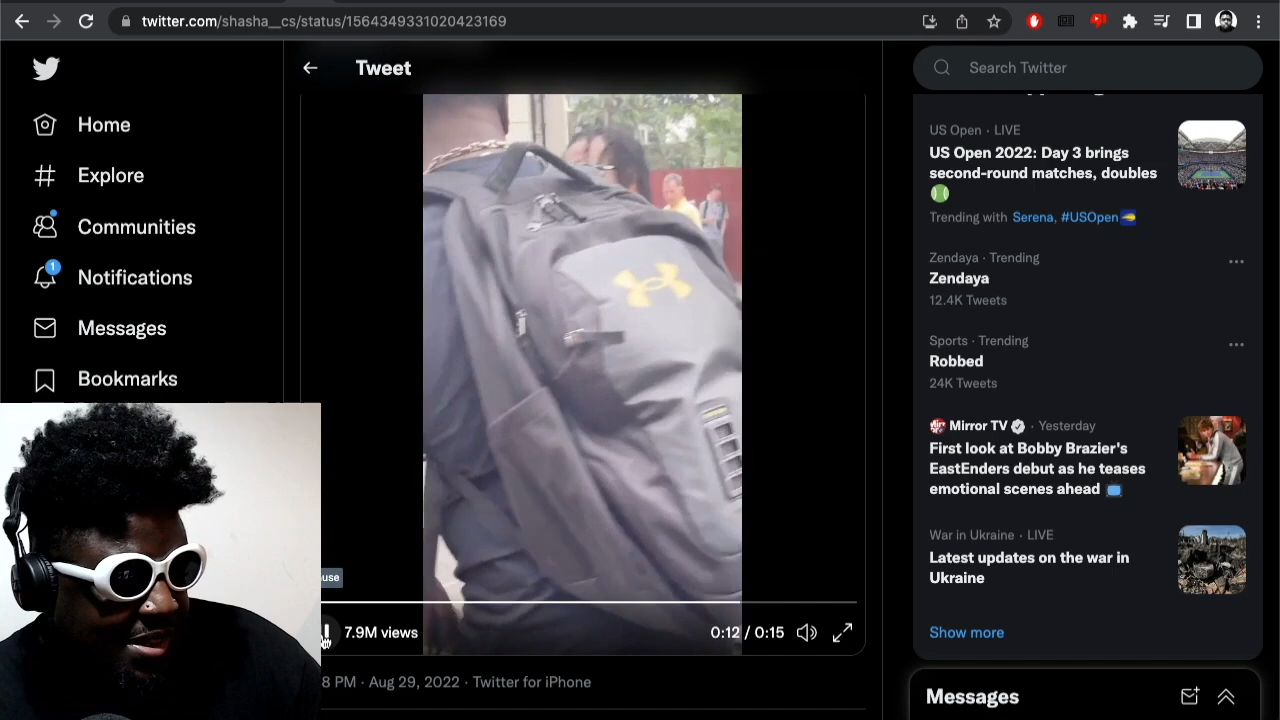 twitter.com/shasha__cs/status/1564349331020423169
Tweet
Search Twitter
Home
Explore
Communities
1
Notifications
Messages
Bookmarks
use
7.9M views
0:12 / 0:15
8 PM · Aug 29, 2022 · Twitter for iPhone
US Open · LIVE
US Open 2022: Day 3 brings
second-round matches, doubles
Trending with Serena, #USOpen
Zendaya · Trending
Zendaya
12.4K Tweets
Sports · Trending
Robbed
24K Tweets
Mirror TV · Yesterday
First look at Bobby Brazier's
EastEnders debut as he teases
emotional scenes ahead
War in Ukraine · LIVE
Latest updates on the war in
Ukraine
Show more
Messages